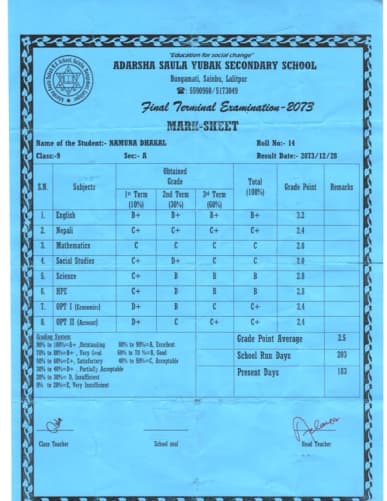 "Education for social change"
ADARSHA SAULA YUBAK SECONDARY SCHOOL
Bungamati, Sainbu, Lalitpur
☎: 5590998/5173049
Final Terminal Examination-2073
MARK-SHEET
Name of the Student:- NAMUNA DHAKAL Roll No:- 14
Class:-9 Sec:- A Result Date:- 2073/12/28
S.N. Subjects Obtained Grade Total (100%) Grade Point Remarks
1st Term (10%) 2nd Term (30%) 3rd Term (60%)
1. English B+ B+ B+ B+ 3.2
2. Nepali C+ C+ C+ C+ 2.4
3. Mathematics C C C C 2.0
4. Social Studies C+ D+ C C 2.0
5. Science C+ B B B 2.8
6. HPE C+ B B 2.8
7. OPT I (Economic) D+ B C C+ 2.4
8. OPT II (Account) D+ C C+ C+ 2.4
Grading System
90% to 100%=A+, Outstanding 80% to 90%=A, Excellent
70% to 80%=B+, Very Good 60% to 70 %=B, Good
50% to 60%=C+, Satisfactory 40% to 50%=C, Acceptable
30% to 40%=D+, Partially Acceptable
20% to 30%= D, Insufficient
0% to 20%=E, Very Insufficient
Grade Point Average 2.5
School Run Days 203
Present Days 183
Class Teacher School seal Head Teacher